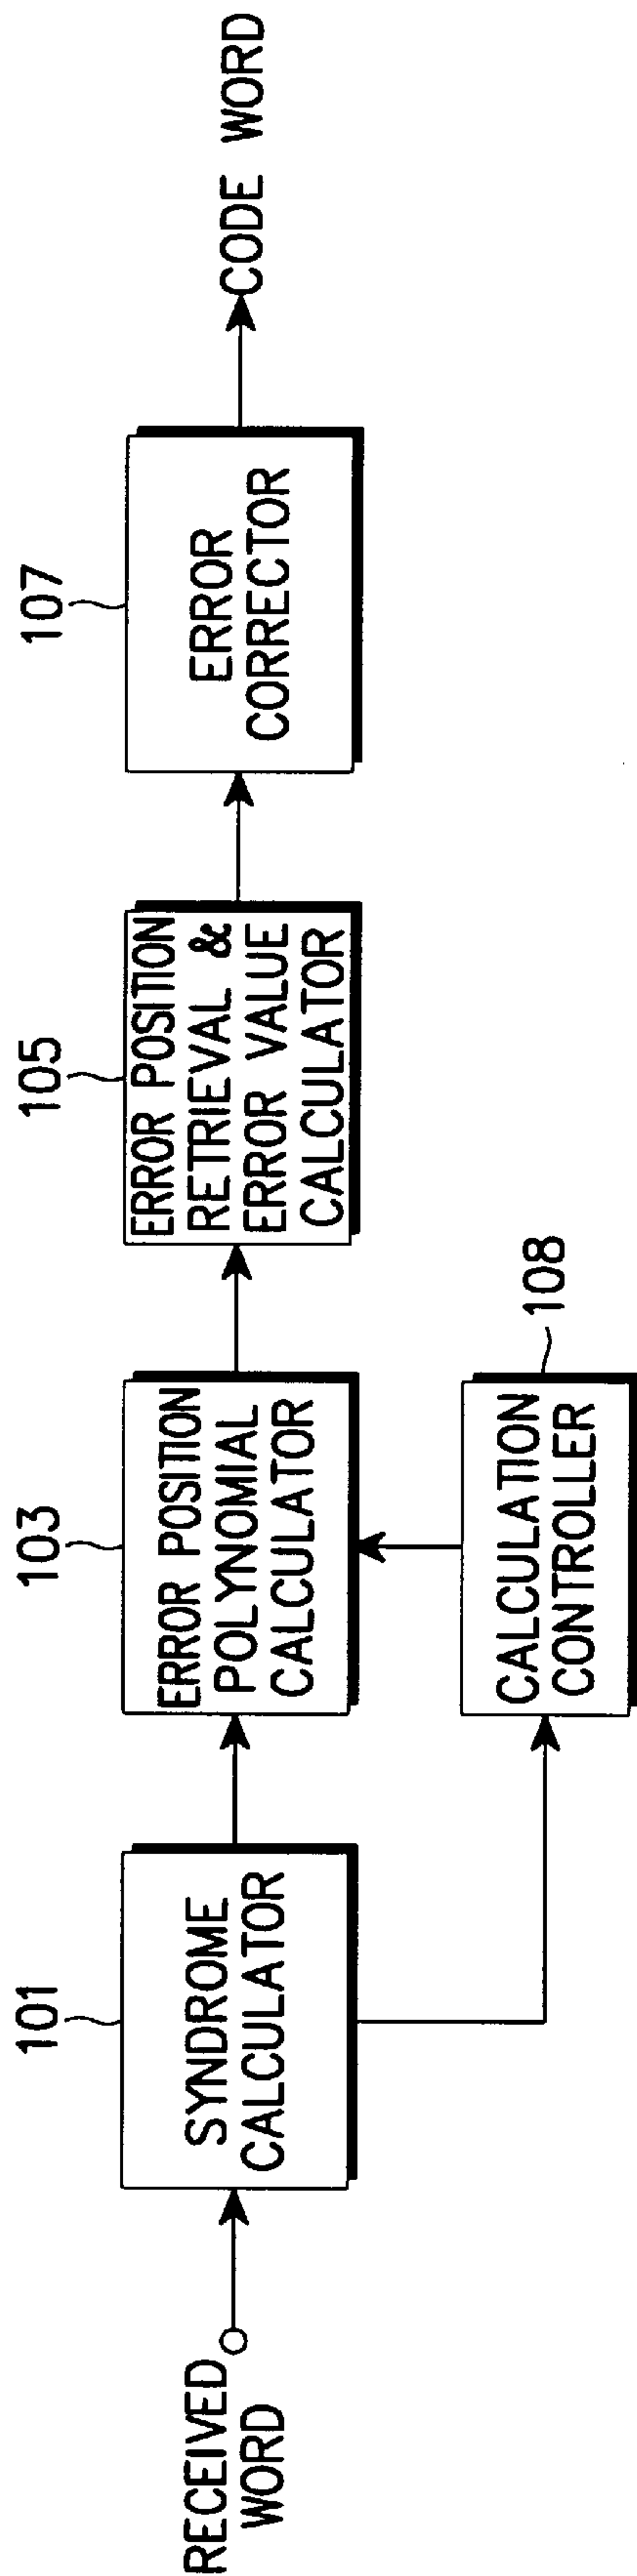 RECEIVED
WORD
101
SYNDROME
CALCULATOR
103
ERROR POSITION
POLYNOMIAL
CALCULATOR
108
CALCULATION
CONTROLLER
105
ERROR POSITION
RETRIEVAL &
ERROR VALUE
CALCULATOR
107
ERROR
CORRECTOR
CODE WORD